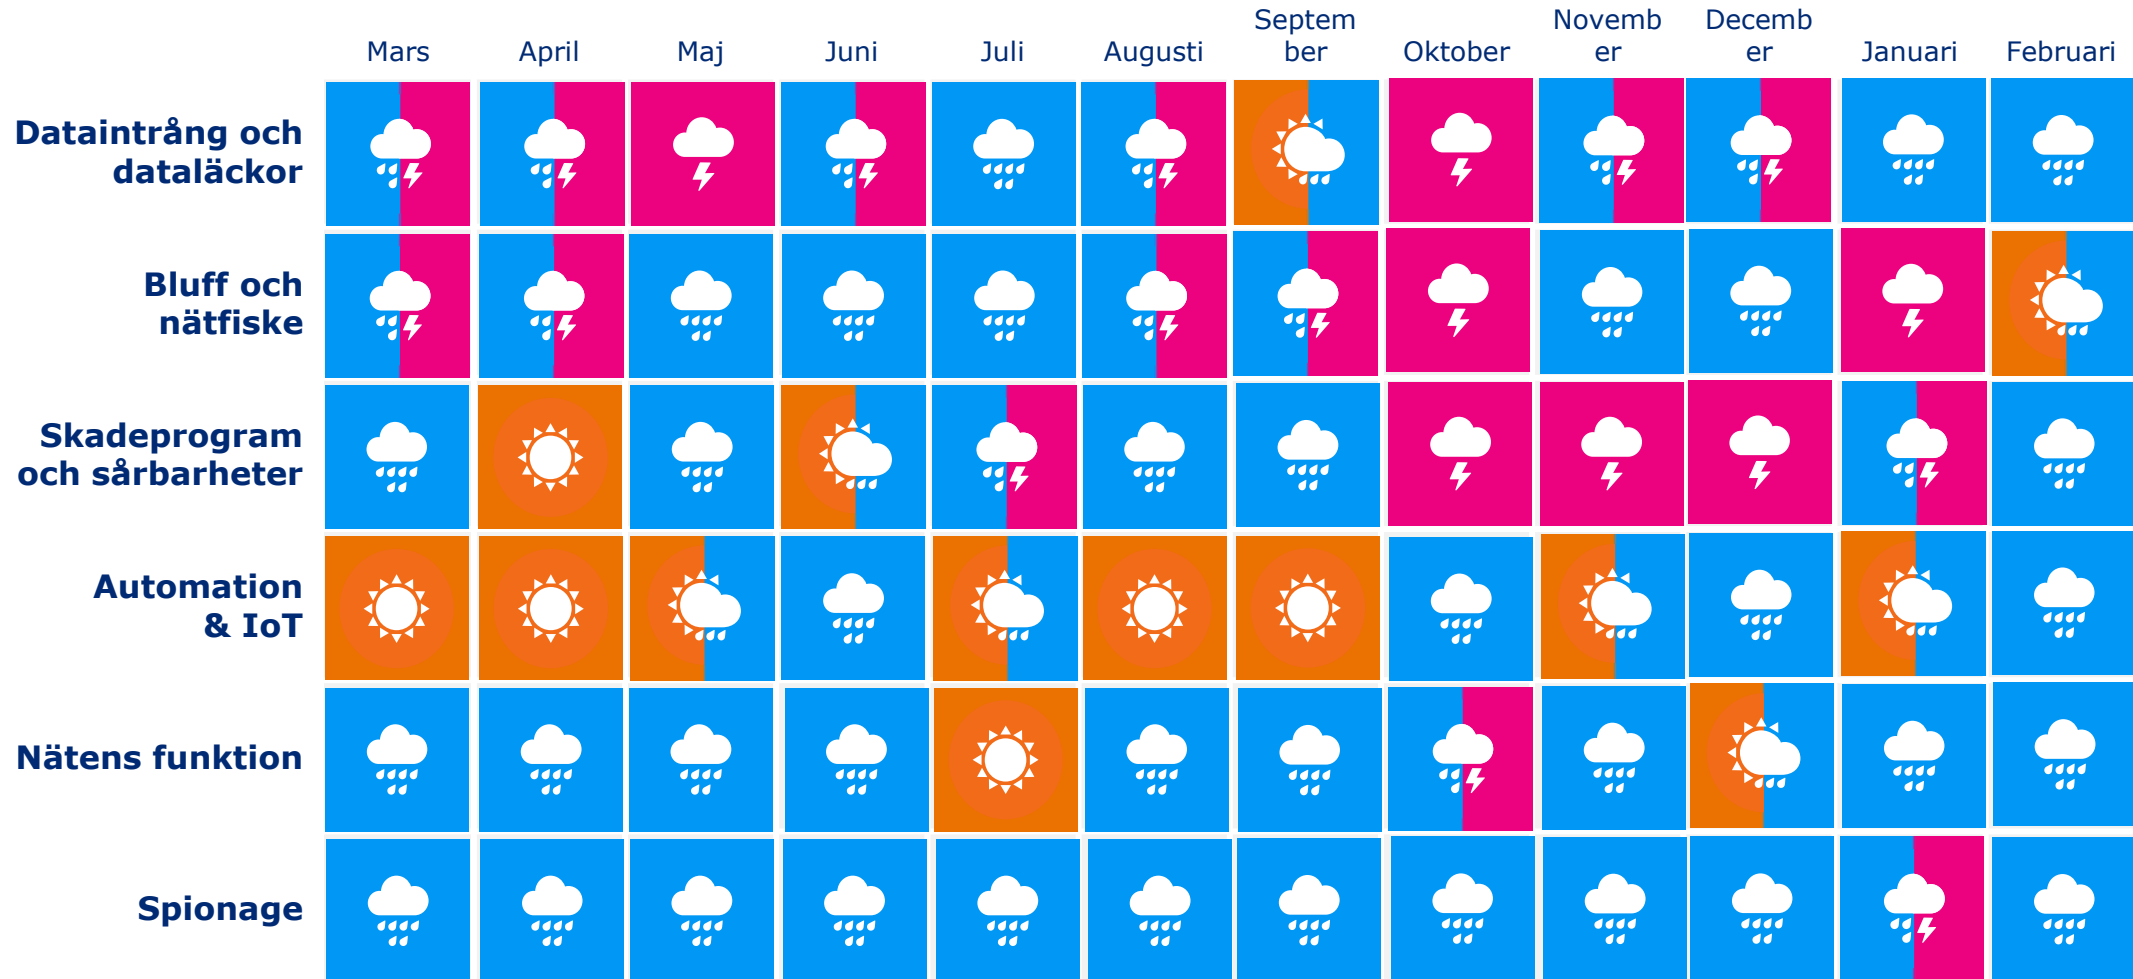 Mars April Maj Juni Juli Augusti Septem
ber Oktober Novemb
er Decemb
er Januari Februari
Dataintrång och
dataläckor
Bluff och
nätfiske
Skadeprogram
och sårbarheter
Automation
& IoT
Nätens funktion
Spionage